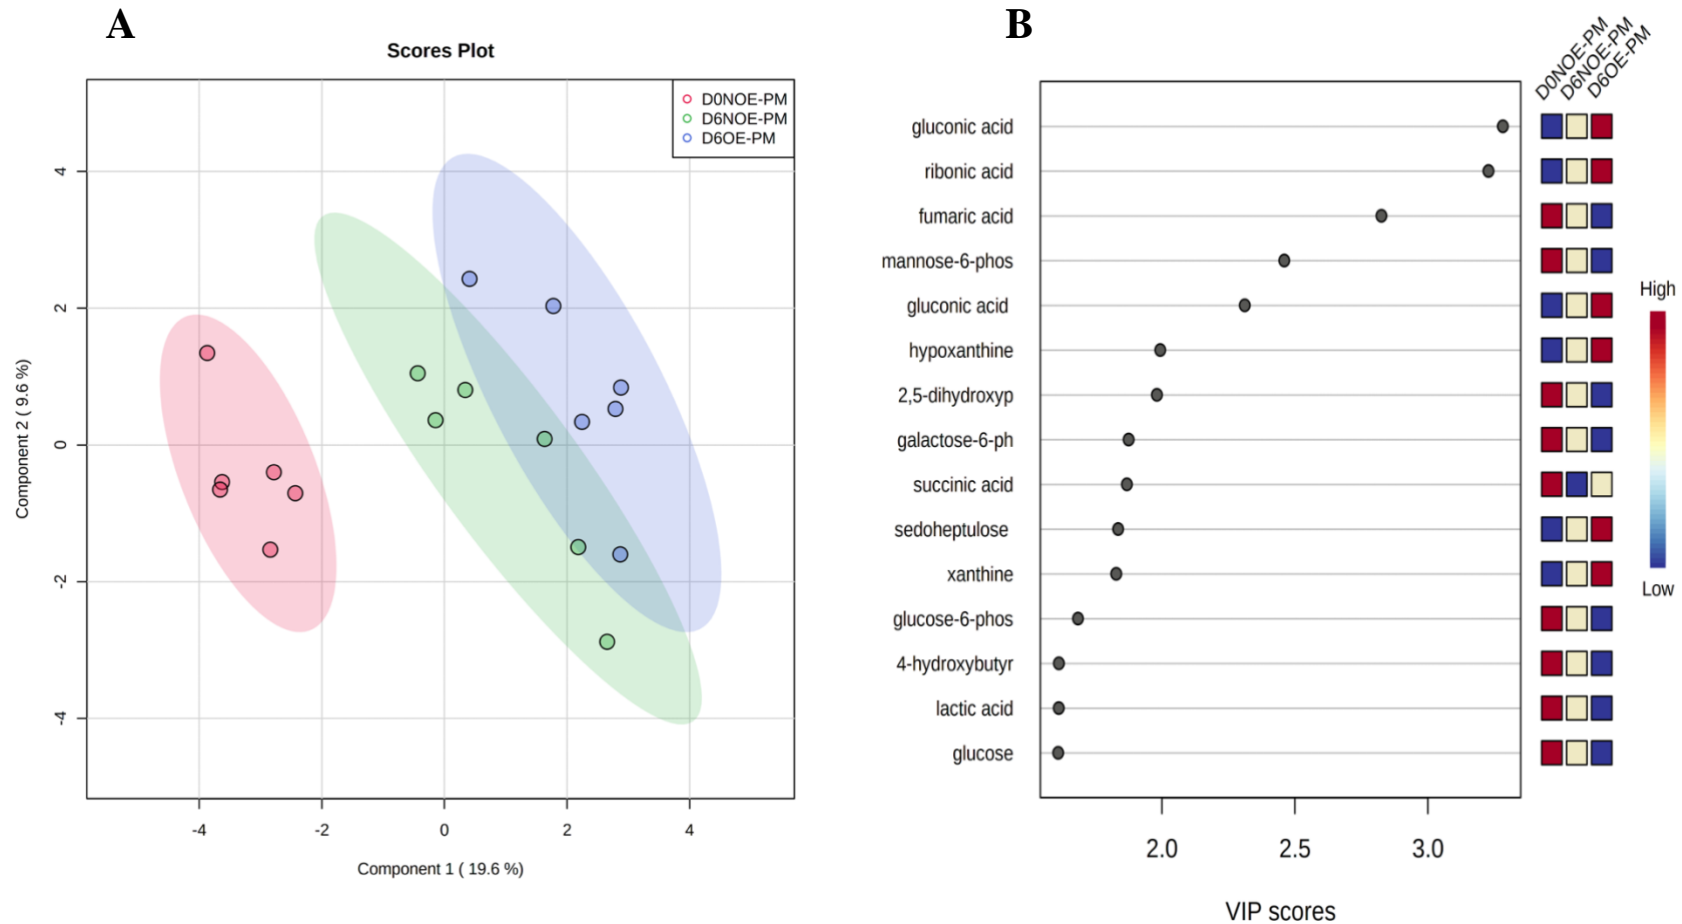 A
Scores Plot
D0NOE-PM
D6NOE-PM
D6OE-PM
4
2
0
-2
-4
Component 2 ( 9.6 %)
-4
-2
0
2
4
Component 1 ( 19.6 %)
B
D0NOE-PM
D6NOE-PM
D6OE-PM
gluconic acid
ribonic acid
fumaric acid
mannose-6-phos
gluconic acid
hypoxanthine
2,5-dihydroxyp
galactose-6-ph
succinic acid
sedoheptulose
xanthine
glucose-6-phos
4-hydroxybutyr
lactic acid
glucose
2.0
2.5
3.0
VIP scores
High
Low